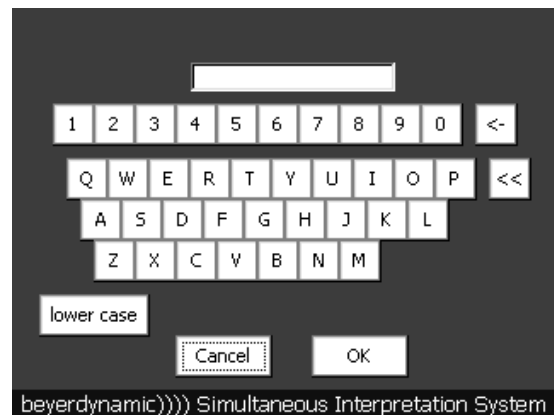 1 2 3 4 5 6 7 8 9 0 <-
Q W E R T Y U I O P <<
A S D F G H J K L
Z X C V B N M
lower case
Cancel OK
beyerdynamic)))) Simultaneous Interpretation System